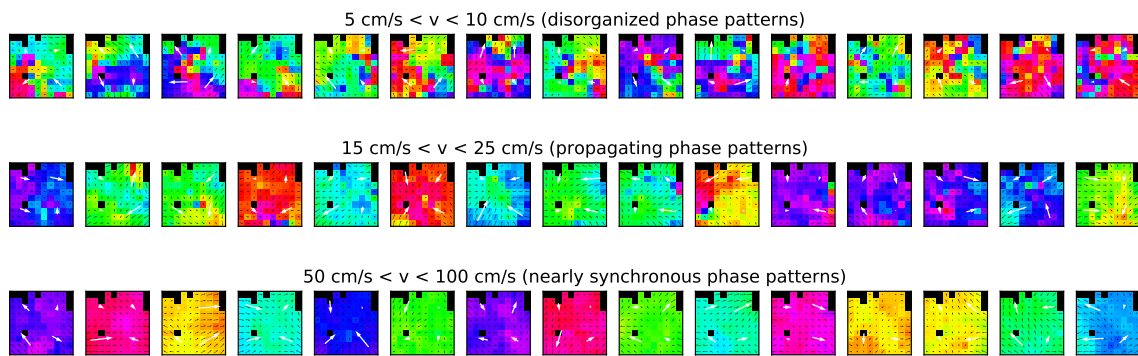 5 cm/s < v < 10 cm/s (disorganized phase patterns)
15 cm/s < v < 25 cm/s (propagating phase patterns)
50 cm/s < v < 100 cm/s (nearly synchronous phase patterns)